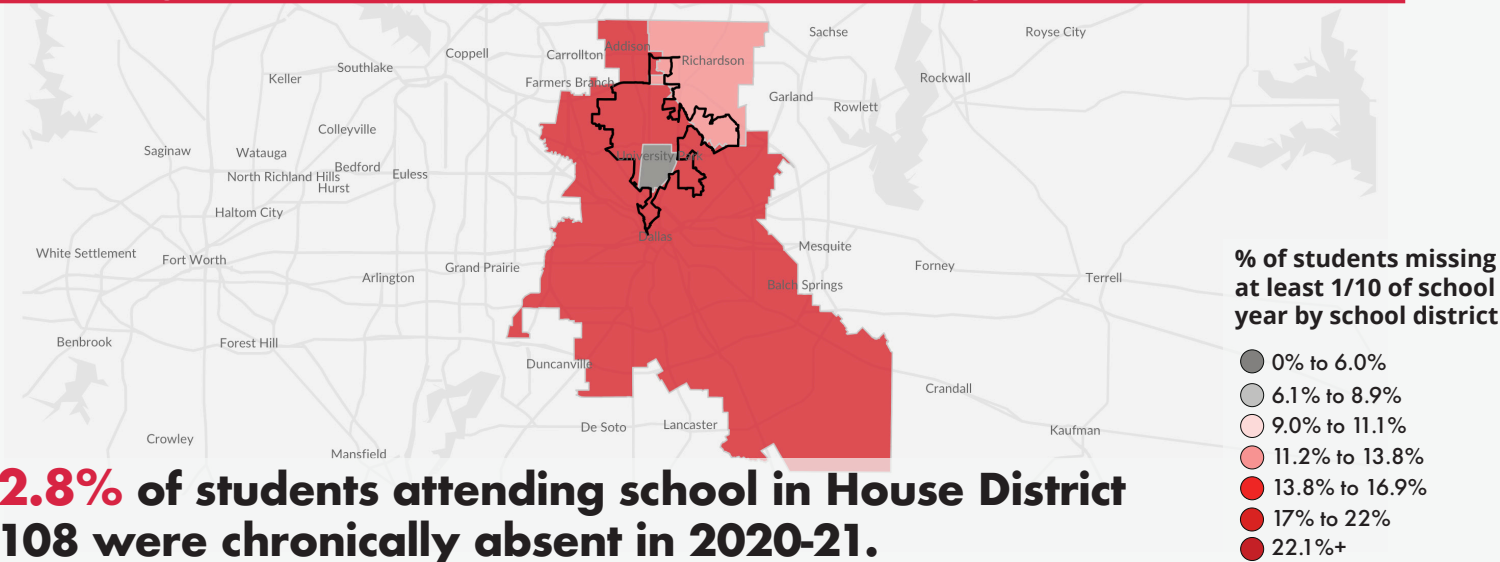 Sachse
Royse City
Addison
Coppell
Carrollton
Richardson
Southlake
Keller
Farmers Branch
Rockwall
Garland
Rowlett
Colleyville
Saginaw
Watauga
University Park
Bedford
North Richland Hills
Euless
Hurst
Haltom City
Dallas
Mesquite
White Settlement
Fort Worth
Grand Prairie
Forney
Arlington
Terrell
Balch Springs
Benbrook
Forest Hill
Duncanville
Crandall
De Soto
Lancaster
Kaufman
Crowley
Mansfield
% of students missing
at least 1/10 of school
year by school district
0% to 6.0%
6.1% to 8.9%
9.0% to 11.1%
11.2% to 13.8%
13.8% to 16.9%
17% to 22%
22.1%+
2.8% of students attending school in House District
108 were chronically absent in 2020-21.